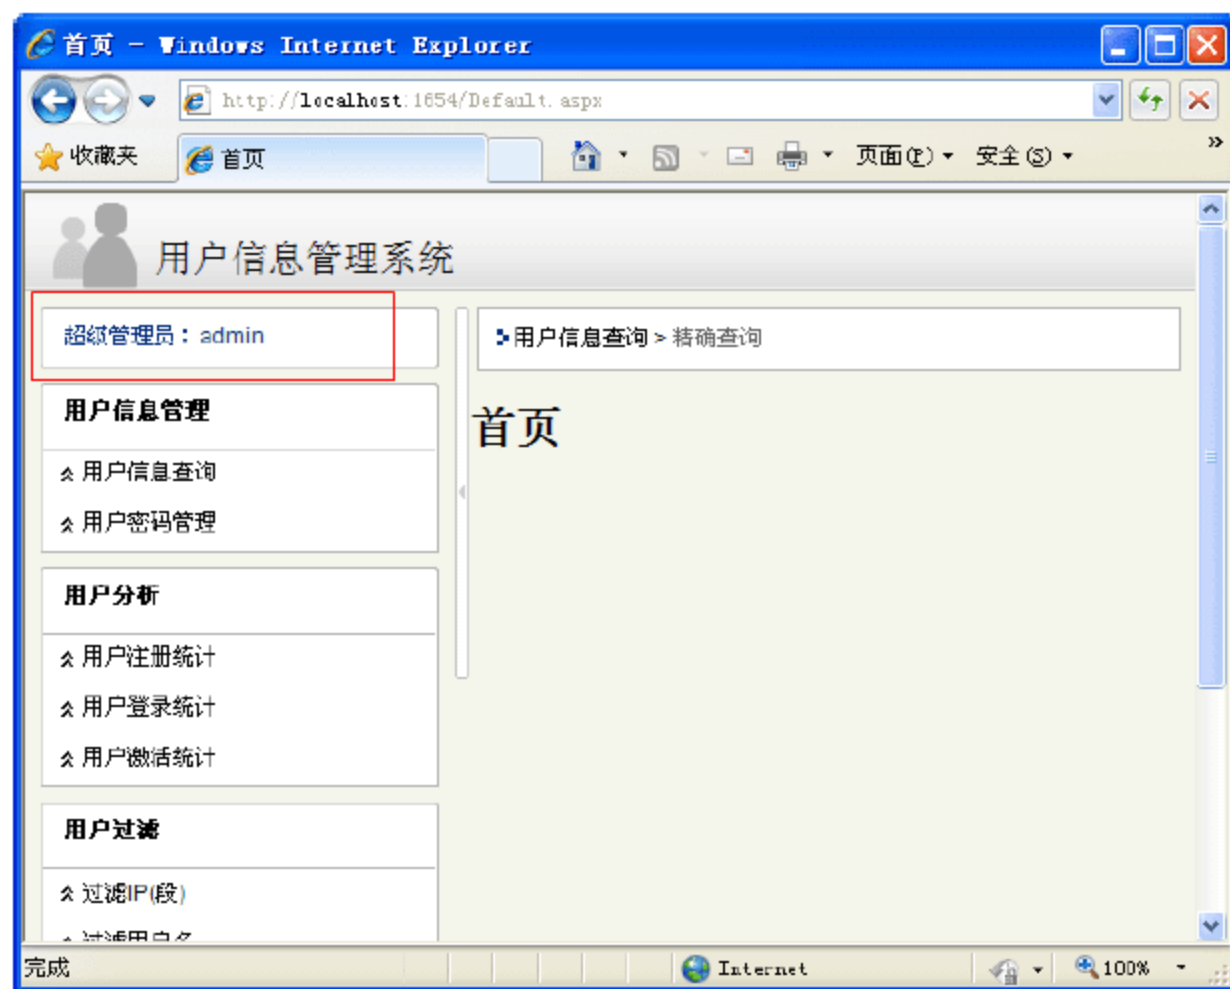 首页 - Windows Internet Explorer
http://localhost:1654/Default.aspx
收藏夹 首页 页面(P) 安全(S) »
用户信息管理系统
超级管理员：admin
用户信息查询 > 精确查询
首页
用户信息管理
用户信息查询
用户密码管理
用户分析
用户注册统计
用户登录统计
用户激活统计
用户过滤
过滤IP(段)
过滤用户名
完成 Internet 100%